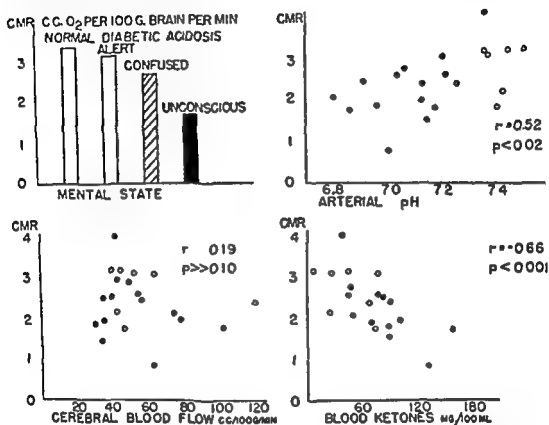 CMR C.C. O2 PER 100 G. BRAIN PER MIN
NORMAL DIABETIC ACIDOSIS
ALERT
CONFUSED
UNCONSCIOUS
3
2
1
0
MENTAL STATE
CMR
3
2
1
0
r=0.52
p<0.02
6.8 7.0 7.2 7.4
ARTERIAL pH
CMR
4
3
2
1
0
r 0.19
p>>0.10
20 40 60 80 100 120
CEREBRAL BLOOD FLOW CC/100G/MIN
CMR
4
3
2
1
0
r=-0.66
p<0.001
60 120 180
BLOOD KETONES MG/100ML